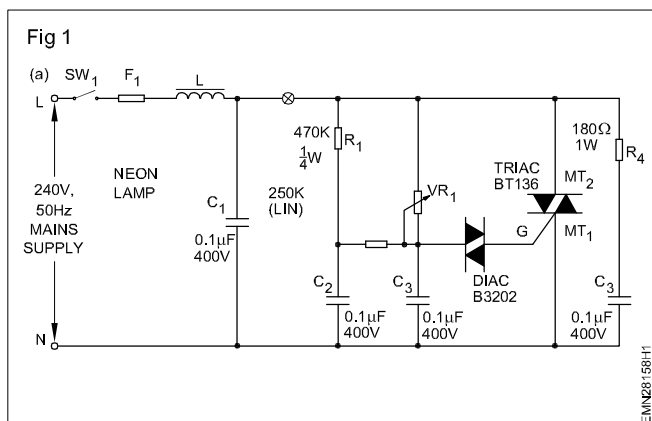 Fig 1
(a)
SW1
F1
L
L
240V,
50Hz
MAINS
SUPPLY
N
NEON
LAMP
C1
0.1µF
400V
250K
(LIN)
470K
1/4 W
R1
VR1
C2
0.1µF
400V
C3
0.1µF
400V
DIAC
B3202
G
TRIAC
BT136
MT2
MT1
180Ω
1W
R4
C3
0.1µF
400V
EMN28158H1